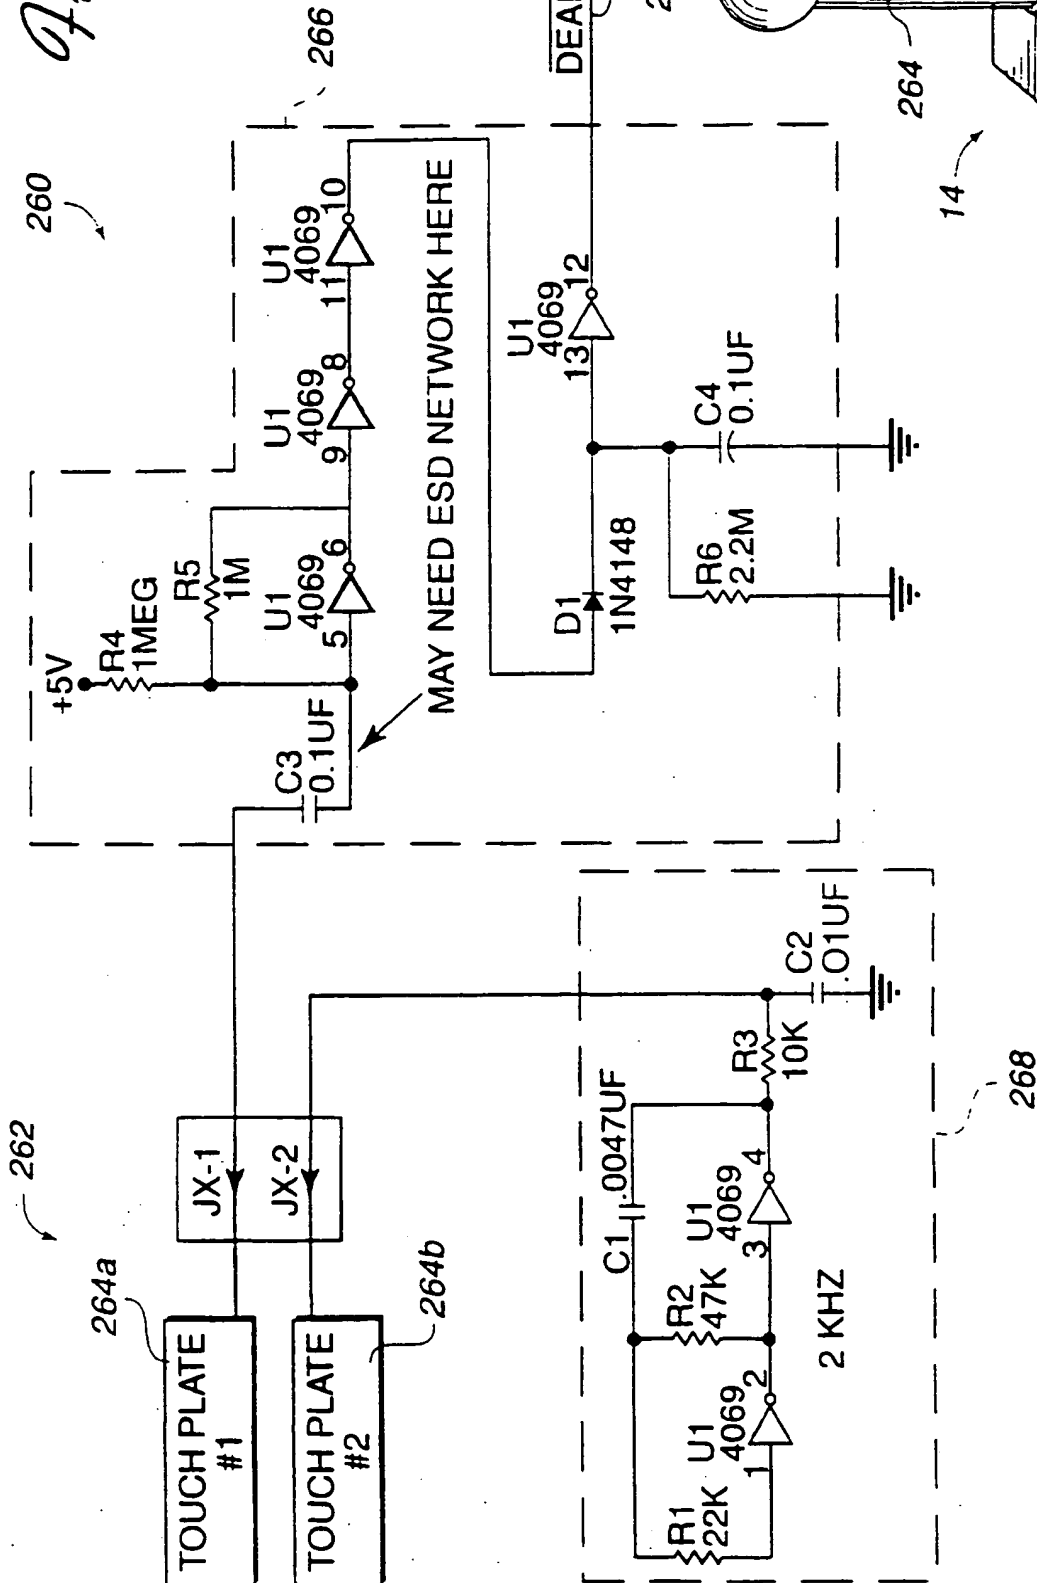 260
266
262
264a
264b
TOUCH PLATE
#1
TOUCH PLATE
#2
JX-1
JX-2
+5V
R4
1MEG
R5
1M
C3
0.1UF
U1
4069
5
6
U1
4069
9
8
U1
4069
11
10
MAY NEED ESD NETWORK HERE
D1
1N4148
U1
4069
13
12
R6
2.2M
C4
0.1UF
14
264
R1
22K
U1
4069
1
2
R2
47K
C1
.0047UF
U1
4069
3
4
R3
10K
C2
.01UF
2 KHZ
268